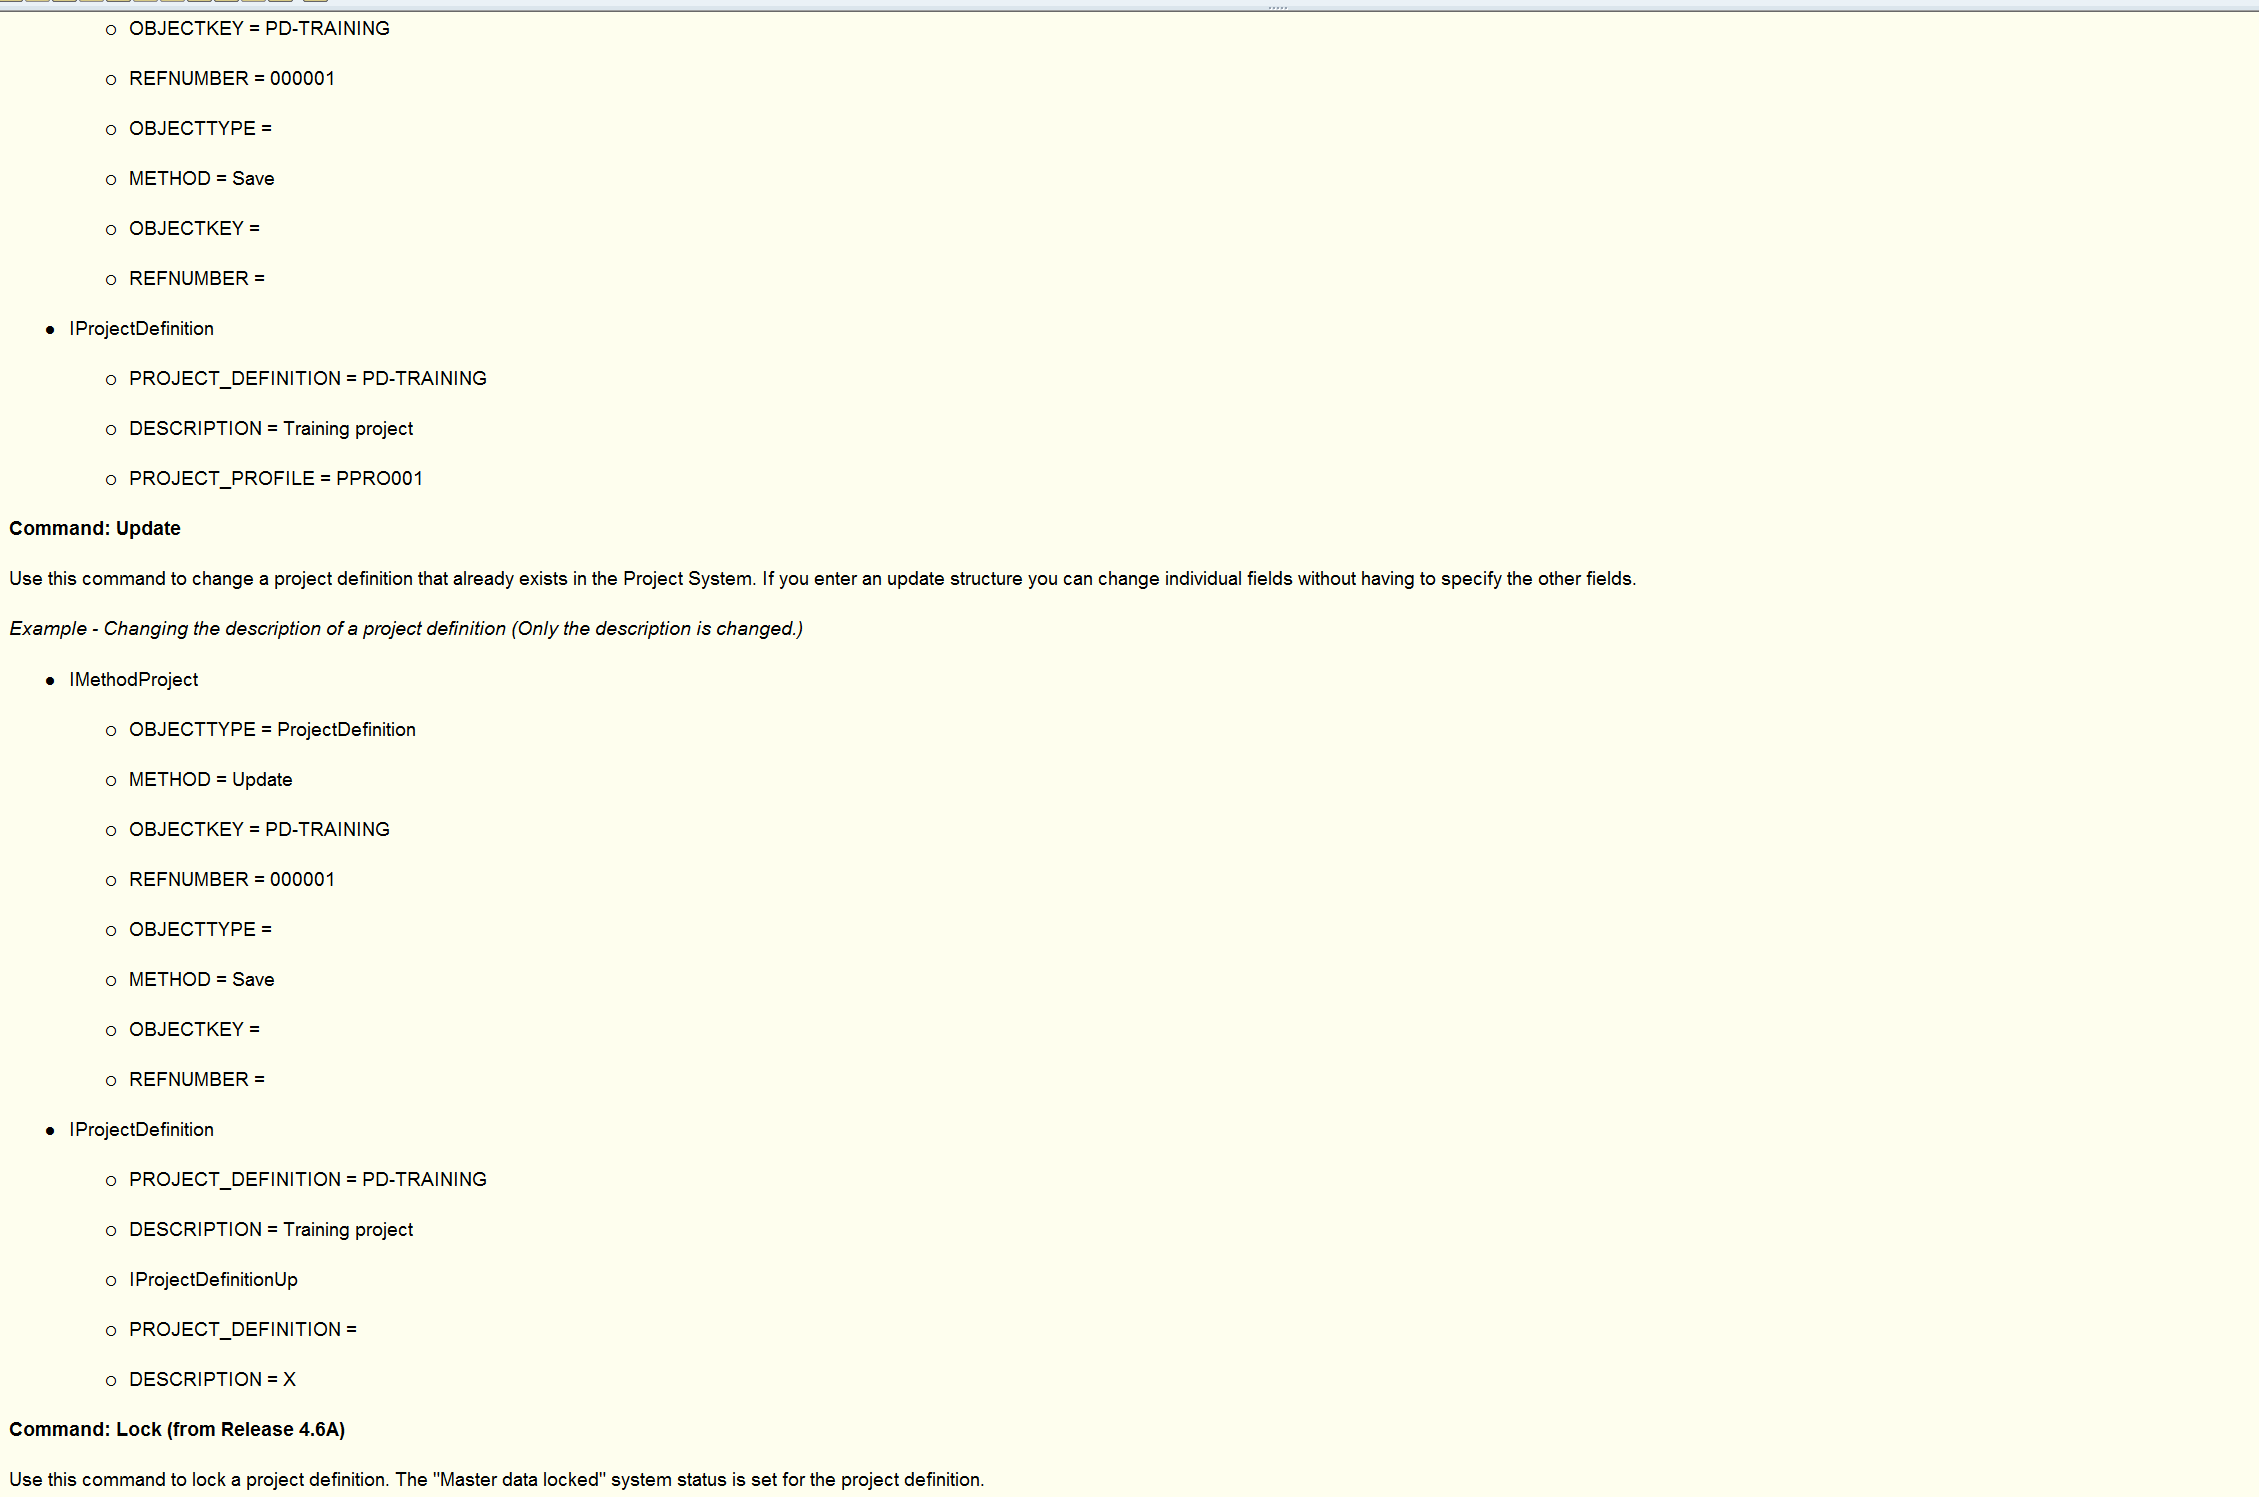 OBJECTKEY = PD-TRAINING
REFNUMBER = 000001
OBJECTTYPE =
METHOD = Save
OBJECTKEY =
REFNUMBER =
IProjectDefinition
PROJECT_DEFINITION = PD-TRAINING
DESCRIPTION = Training project
PROJECT_PROFILE = PPRO001
Command: Update
Use this command to change a project definition that already exists in the Project System. If you enter an update structure you can change individual fields without having to specify the other fields.
Example - Changing the description of a project definition (Only the description is changed.)
IMethodProject
OBJECTTYPE = ProjectDefinition
METHOD = Update
OBJECTKEY = PD-TRAINING
REFNUMBER = 000001
OBJECTTYPE =
METHOD = Save
OBJECTKEY =
REFNUMBER =
IProjectDefinition
PROJECT_DEFINITION = PD-TRAINING
DESCRIPTION = Training project
IProjectDefinitionUp
PROJECT_DEFINITION =
DESCRIPTION = X
Command: Lock (from Release 4.6A)
Use this command to lock a project definition. The "Master data locked" system status is set for the project definition.